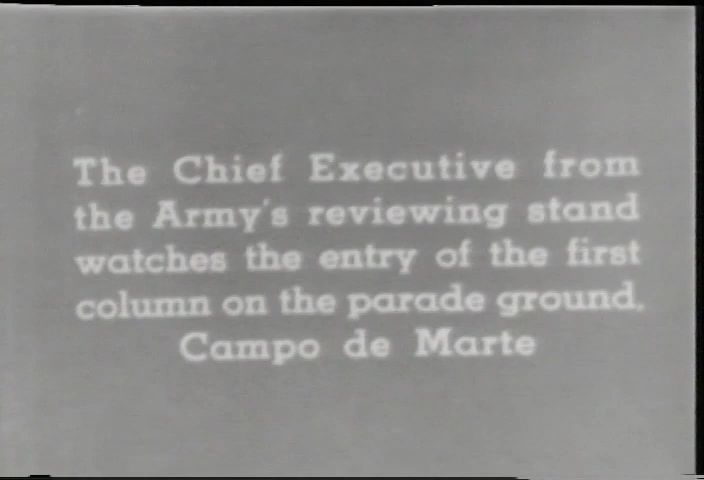 The Chief Executive from
the Army's reviewing stand
watches the entry of the first
column on the parade ground.
Campo de Marte